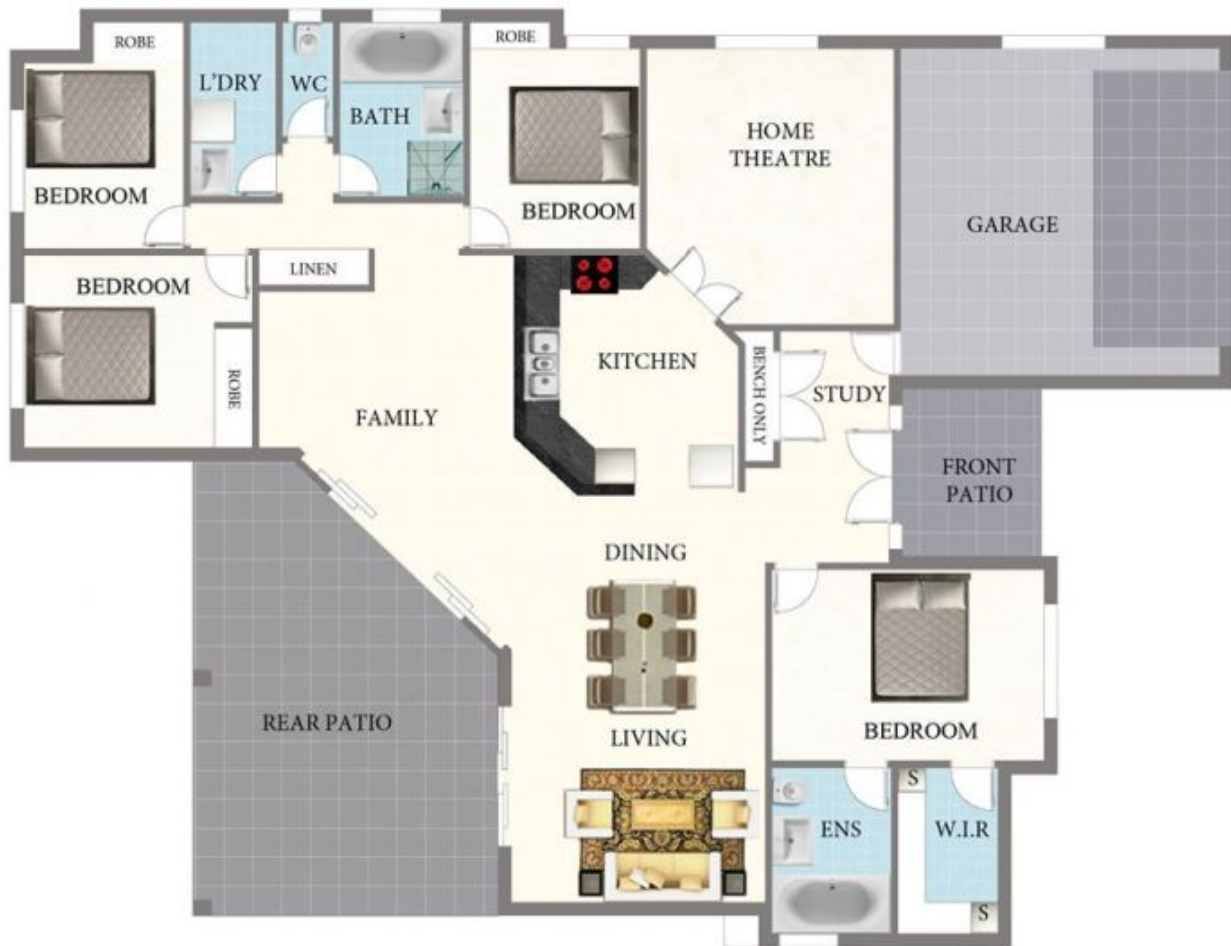 ROBE
L'DRY
WC
BATH
ROBE
HOME
THEATRE
BEDROOM
BEDROOM
GARAGE
LINEN
BEDROOM
ROBE
FAMILY
KITCHEN
BENCH ONLY
STUDY
FRONT
PATIO
DINING
REAR PATIO
LIVING
BEDROOM
ENS
S
W.I.R
S